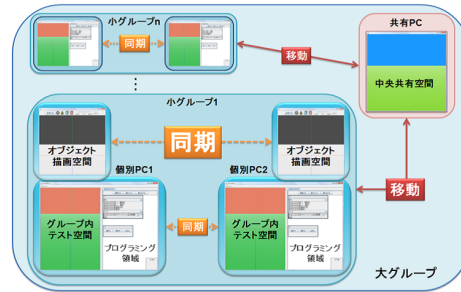 小グループn
共有PC
同期
移動
中央共有空間
小グループ1
オブジェクト
描画空間
同期
オブジェクト
描画空間
個別PC1
個別PC2
移動
グループ内
テスト空間
同期
グループ内
テスト空間
プログラミング
領域
プログラミング
領域
大グループ